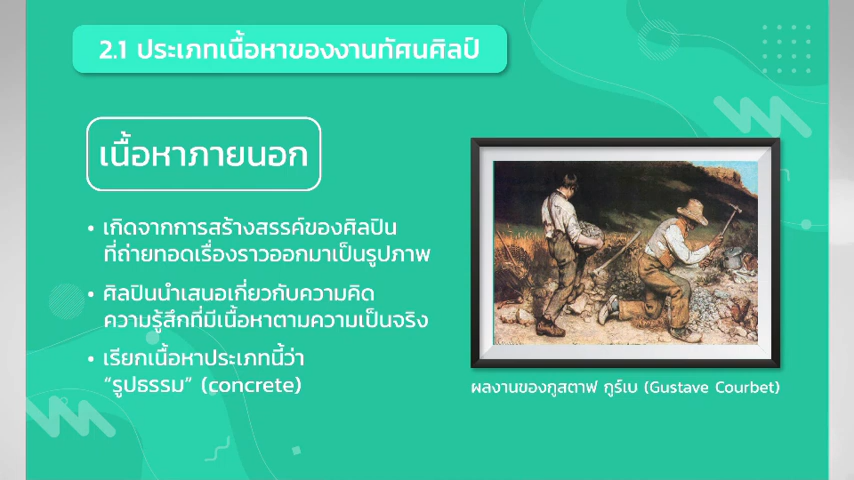 2.1 ประเภทเนื้อหาของงานทัศนศิลป์
เนื้อหาภายนอก
• เกิดจากการสร้างสรรค์ของศิลปิน
ที่ถ่ายทอดเรื่องราวออกมาเป็นรูปภาพ
• ศิลปินนำเสนอเกี่ยวกับความคิด
ความรู้สึกที่มีเนื้อหาตามความเป็นจริง
• เรียกเนื้อหาประเภทนี้ว่า
“รูปธรรม” (concrete)
ผลงานของกูสตาฟ กูร์เบ (Gustave Courbet)